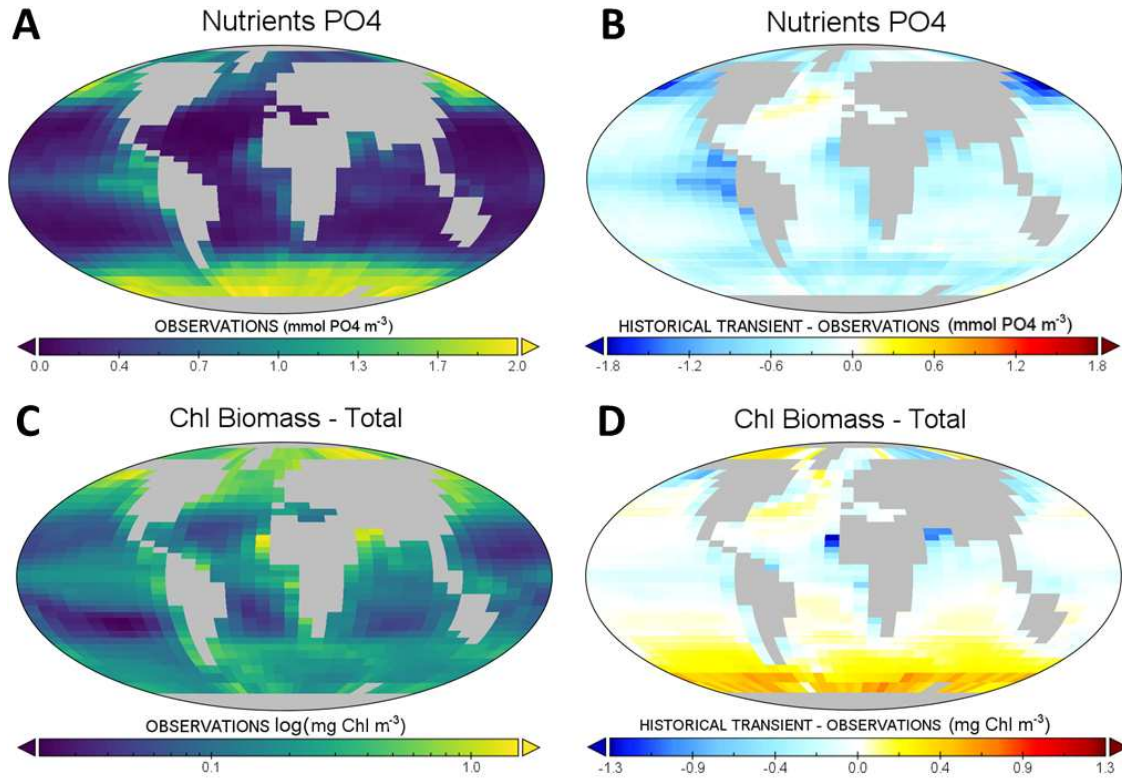 A
Nutrients PO4
B
Nutrients PO4
OBSERVATIONS (mmol PO4 m⁻³)
0.0 0.4 0.7 1.0 1.3 1.7 2.0
HISTORICAL TRANSIENT - OBSERVATIONS (mmol PO4 m⁻³)
-1.8 -1.2 -0.6 0.0 0.6 1.2 1.8
C
Chl Biomass - Total
D
Chl Biomass - Total
OBSERVATIONS log(mg Chl m⁻³)
0.1 1.0
HISTORICAL TRANSIENT - OBSERVATIONS (mg Chl m⁻³)
-1.3 -0.9 -0.4 0.0 0.4 0.9 1.3